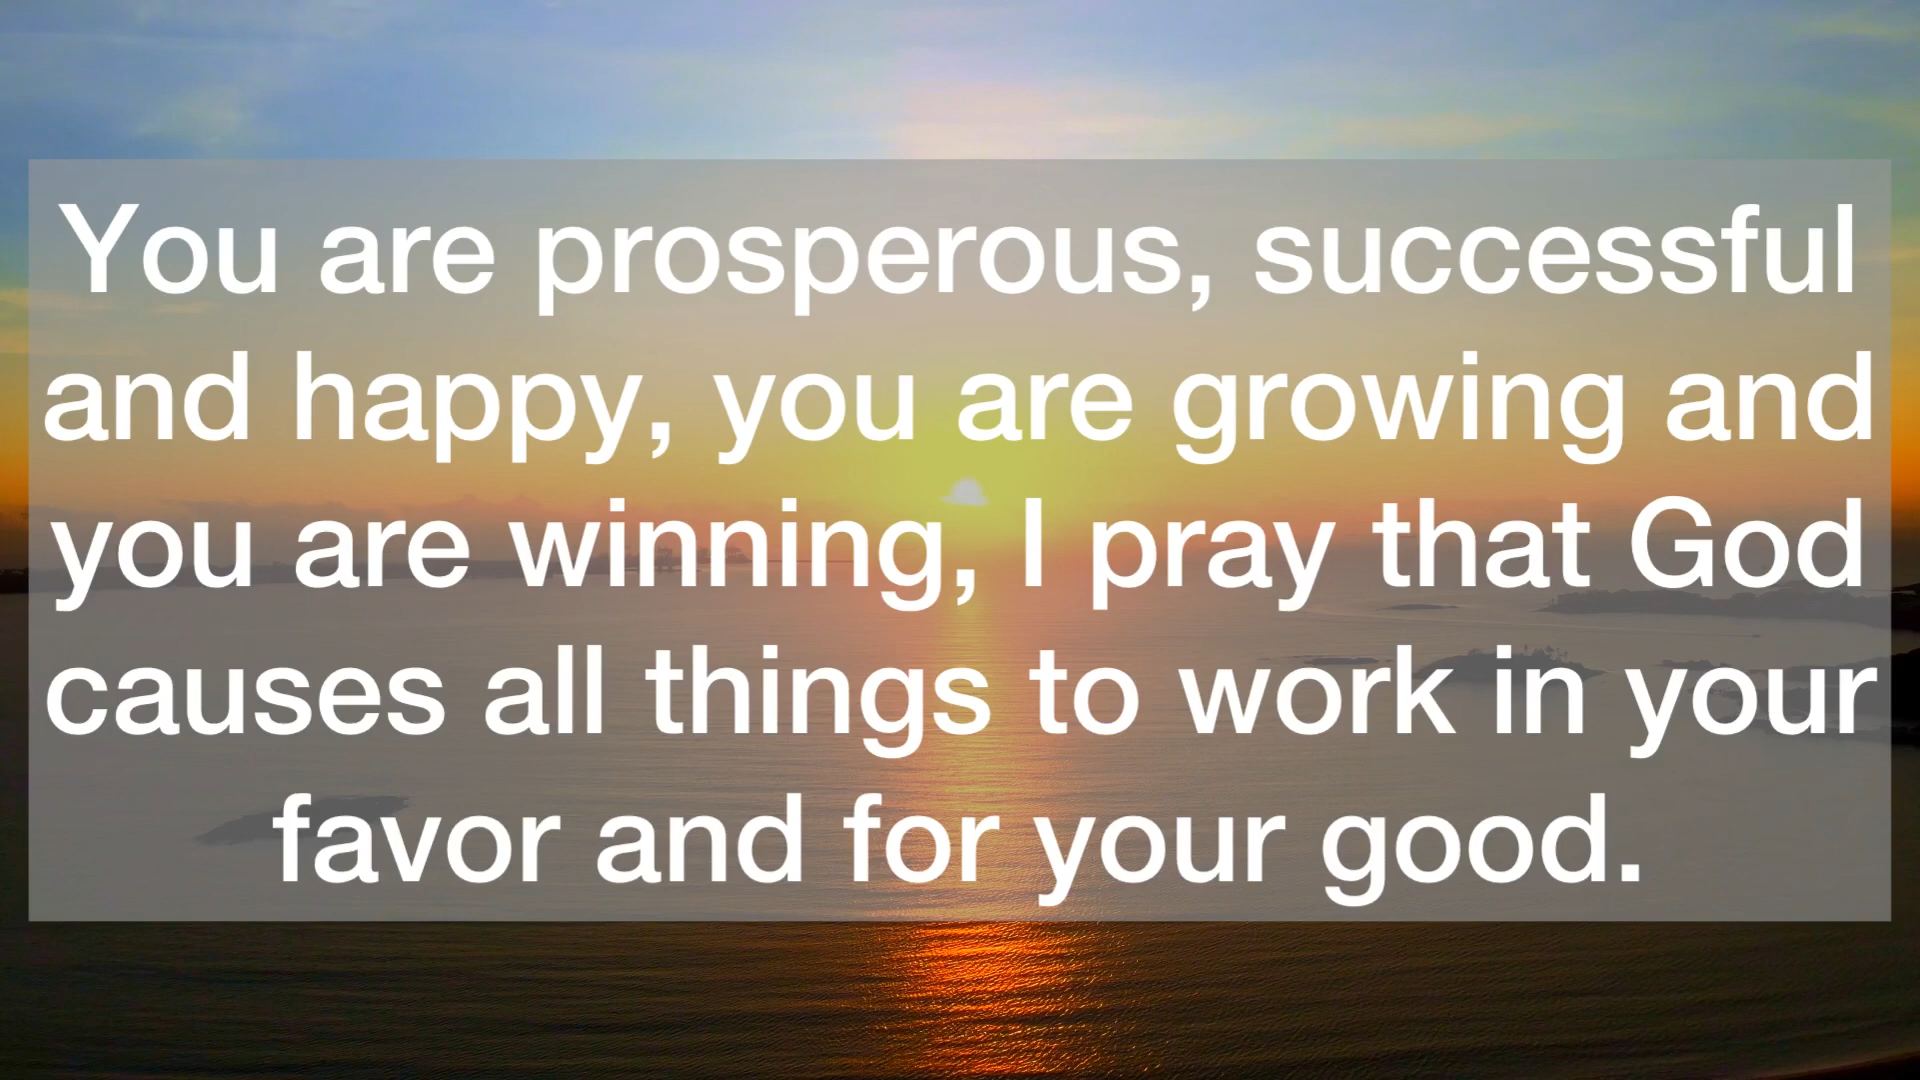 You are prosperous, successful
and happy, you are growing and
you are winning, I pray that God
causes all things to work in your
favor and for your good.